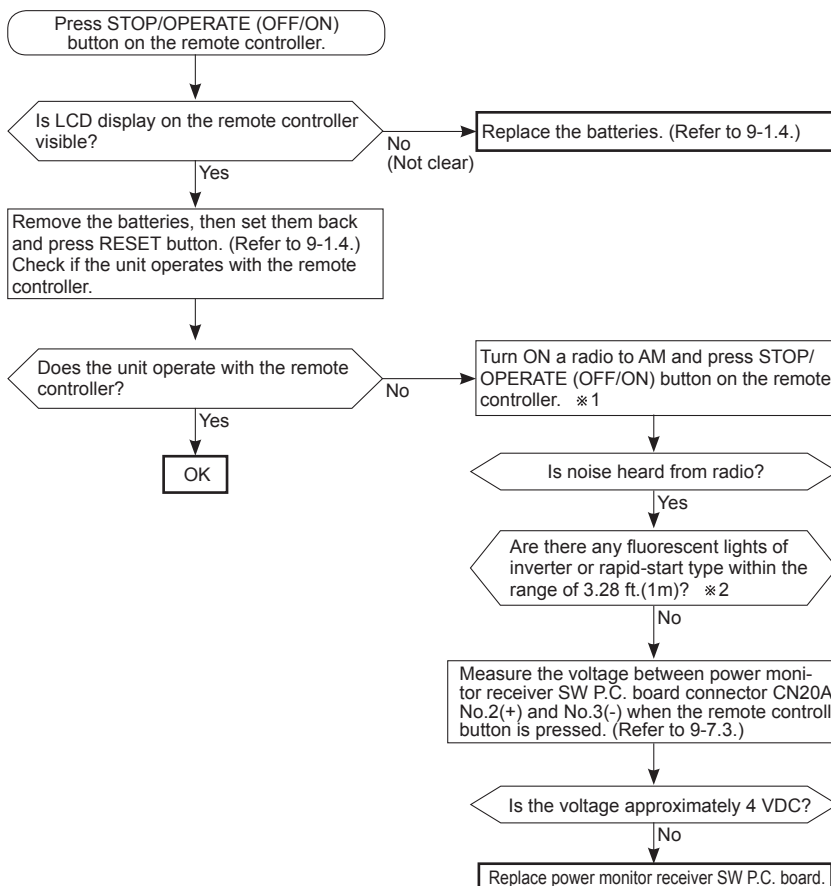 Press STOP/OPERATE (OFF/ON)
button on the remote controller.
Is LCD display on the remote controller
visible?
No
(Not clear)
Replace the batteries. (Refer to 9-1.4.)
Yes
Remove the batteries, then set them back
and press RESET button. (Refer to 9-1.4.)
Check if the unit operates with the remote
controller.
Does the unit operate with the remote
controller?
No
Turn ON a radio to AM and press STOP/
OPERATE (OFF/ON) button on the remote
controller. ※1
Yes
OK
Is noise heard from radio?
Yes
Are there any fluorescent lights of
inverter or rapid-start type within the
range of 3.28 ft.(1m)? ※2
No
Measure the voltage between power moni-
tor receiver SW P.C. board connector CN20A
No.2(+) and No.3(-) when the remote controll
button is pressed. (Refer to 9-7.3.)
Is the voltage approximately 4 VDC?
No
Replace power monitor receiver SW P.C. board.